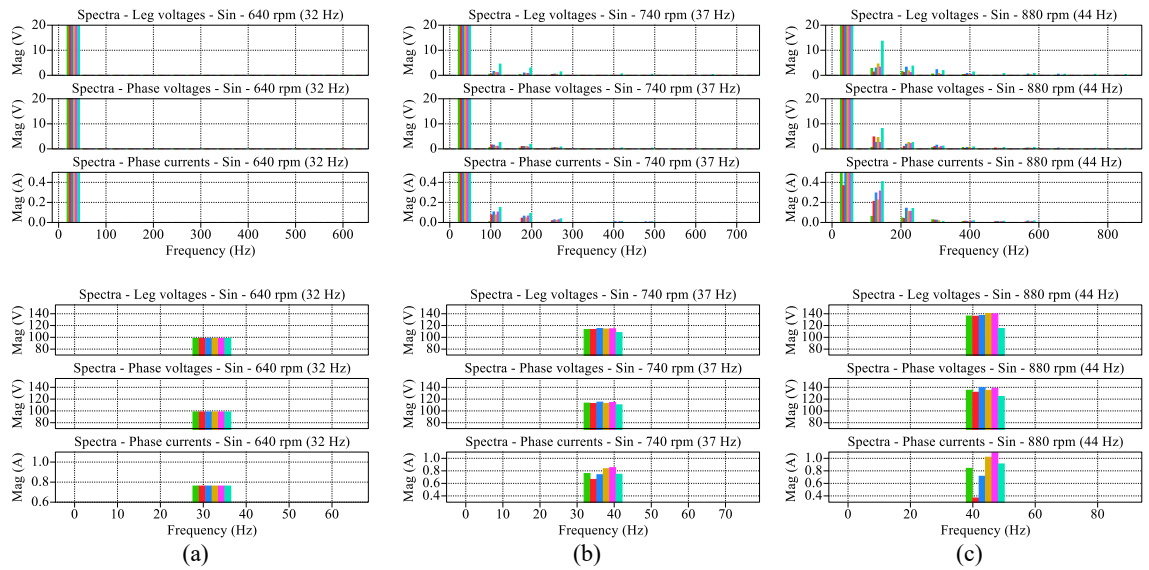 Spectra - Leg voltages - Sin - 640 rpm (32 Hz)
Mag (V)
20
10
0
Spectra - Phase voltages - Sin - 640 rpm (32 Hz)
Mag (V)
20
10
0
Spectra - Phase currents - Sin - 640 rpm (32 Hz)
Mag (A)
0.4
0.2
0.0
0 100 200 300 400 500 600
Frequency (Hz)
Spectra - Leg voltages - Sin - 740 rpm (37 Hz)
Mag (V)
20
10
0
Spectra - Phase voltages - Sin - 740 rpm (37 Hz)
Mag (V)
20
10
0
Spectra - Phase currents - Sin - 740 rpm (37 Hz)
Mag (A)
0.4
0.2
0.0
0 100 200 300 400 500 600 700
Frequency (Hz)
Spectra - Leg voltages - Sin - 880 rpm (44 Hz)
Mag (V)
20
10
0
Spectra - Phase voltages - Sin - 880 rpm (44 Hz)
Mag (V)
20
10
0
Spectra - Phase currents - Sin - 880 rpm (44 Hz)
Mag (A)
0.4
0.2
0.0
0 200 400 600 800
Frequency (Hz)
Spectra - Leg voltages - Sin - 640 rpm (32 Hz)
Mag (V)
140
120
100
80
Spectra - Phase voltages - Sin - 640 rpm (32 Hz)
Mag (V)
140
120
100
80
Spectra - Phase currents - Sin - 640 rpm (32 Hz)
Mag (A)
1.0
0.8
0.6
0 10 20 30 40 50 60
Frequency (Hz)
(a)
Spectra - Leg voltages - Sin - 740 rpm (37 Hz)
Mag (V)
140
120
100
80
Spectra - Phase voltages - Sin - 740 rpm (37 Hz)
Mag (V)
140
120
100
80
Spectra - Phase currents - Sin - 740 rpm (37 Hz)
Mag (A)
1.0
0.8
0.6
0.4
0 10 20 30 40 50 60 70
Frequency (Hz)
(b)
Spectra - Leg voltages - Sin - 880 rpm (44 Hz)
Mag (V)
140
120
100
80
Spectra - Phase voltages - Sin - 880 rpm (44 Hz)
Mag (V)
140
120
100
80
Spectra - Phase currents - Sin - 880 rpm (44 Hz)
Mag (A)
1.0
0.8
0.6
0.4
0 20 40 60 80
Frequency (Hz)
(c)